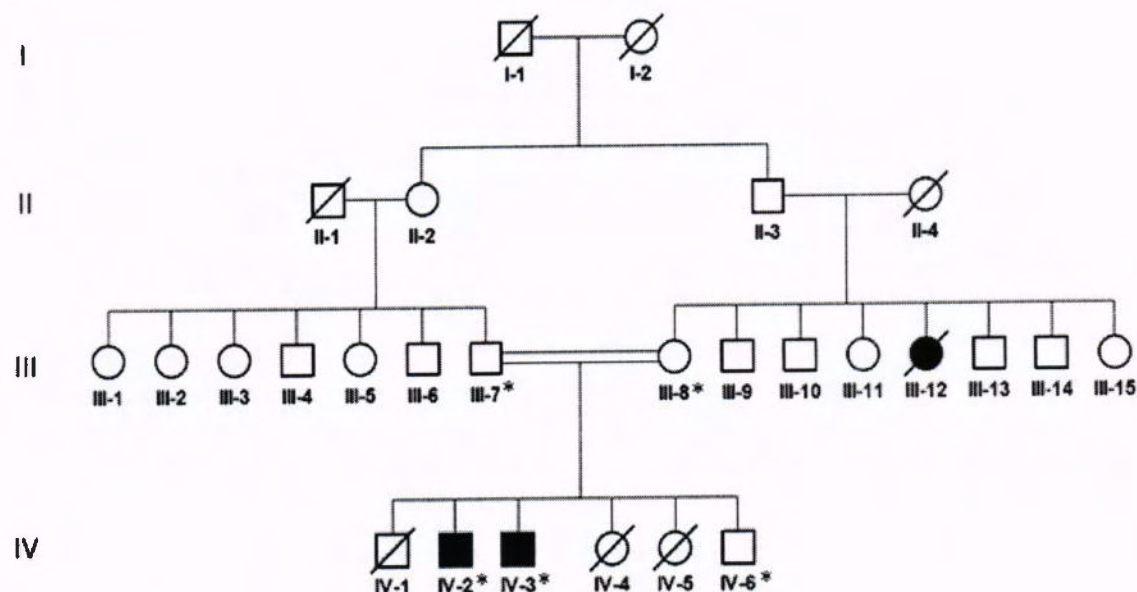 I
I-1 I-2
II
II-1 II-2 II-3 II-4
III
III-1 III-2 III-3 III-4 III-5 III-6 III-7* III-8* III-9 III-10 III-11 III-12 III-13 III-14 III-15
IV
IV-1 IV-2* IV-3* IV-4 IV-5 IV-6*